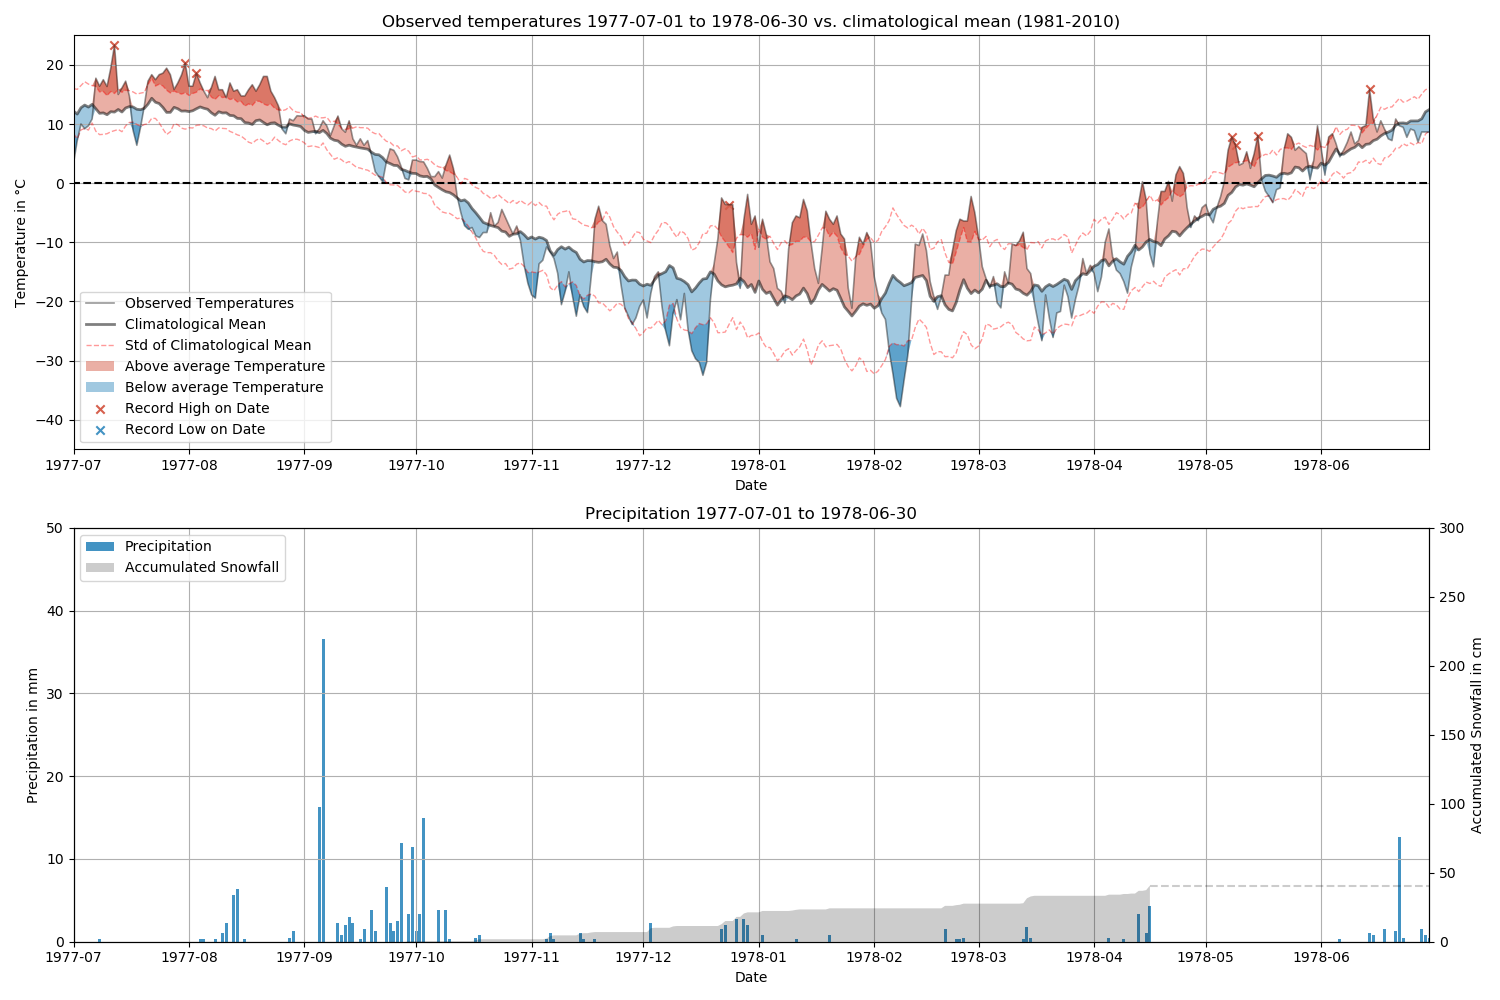 Observed temperatures 1977-07-01 to 1978-06-30 vs. climatological mean (1981-2010)
Temperature in °C
20
10
0
−10
−20
−30
−40
Observed Temperatures
Climatological Mean
Std of Climatological Mean
Above average Temperature
Below average Temperature
Record High on Date
Record Low on Date
1977-07
1977-08
1977-09
1977-10
1977-11
1977-12
1978-01
1978-02
1978-03
1978-04
1978-05
1978-06
Date
Precipitation 1977-07-01 to 1978-06-30
Precipitation in mm
50
40
30
20
10
0
Precipitation
Accumulated Snowfall
300
250
200
150
100
50
0
Accumulated Snowfall in cm
1977-07
1977-08
1977-09
1977-10
1977-11
1977-12
1978-01
1978-02
1978-03
1978-04
1978-05
1978-06
Date